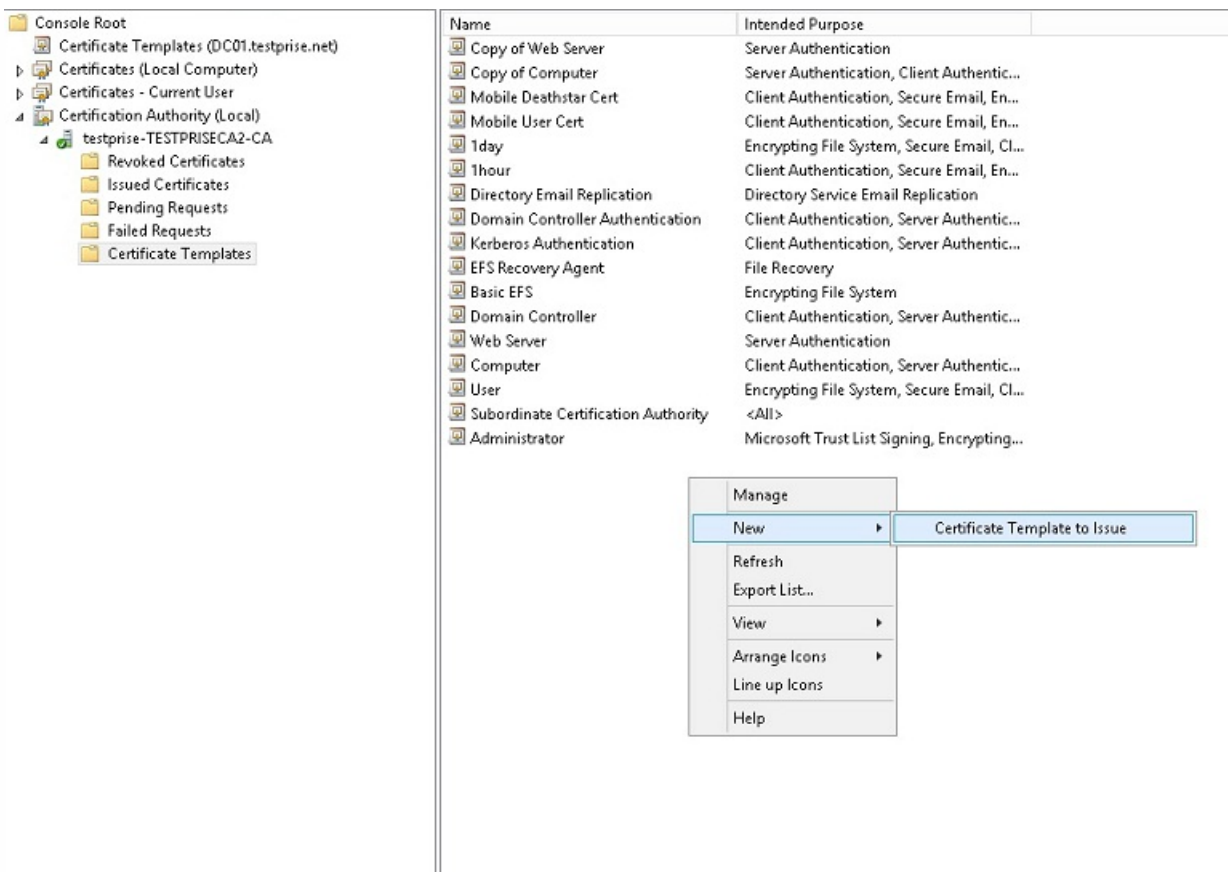 Console Root
Certificate Templates (DC01.testprise.net)
Certificates (Local Computer)
Certificates - Current User
Certification Authority (Local)
testprise-TESTPRISECA2-CA
Revoked Certificates
Issued Certificates
Pending Requests
Failed Requests
Certificate Templates
Name Intended Purpose
Copy of Web Server Server Authentication
Copy of Computer Server Authentication, Client Authentic...
Mobile Deathstar Cert Client Authentication, Secure Email, En...
Mobile User Cert Client Authentication, Secure Email, En...
1day Encrypting File System, Secure Email, Cl...
1hour Client Authentication, Secure Email, En...
Directory Email Replication Directory Service Email Replication
Domain Controller Authentication Client Authentication, Server Authentic...
Kerberos Authentication Client Authentication, Server Authentic...
EFS Recovery Agent File Recovery
Basic EFS Encrypting File System
Domain Controller Client Authentication, Server Authentic...
Web Server Server Authentication
Computer Client Authentication, Server Authentic...
User Encrypting File System, Secure Email, Cl...
Subordinate Certification Authority <All>
Administrator Microsoft Trust List Signing, Encrypting...
Manage
New Certificate Template to Issue
Refresh
Export List...
View
Arrange Icons
Line up Icons
Help